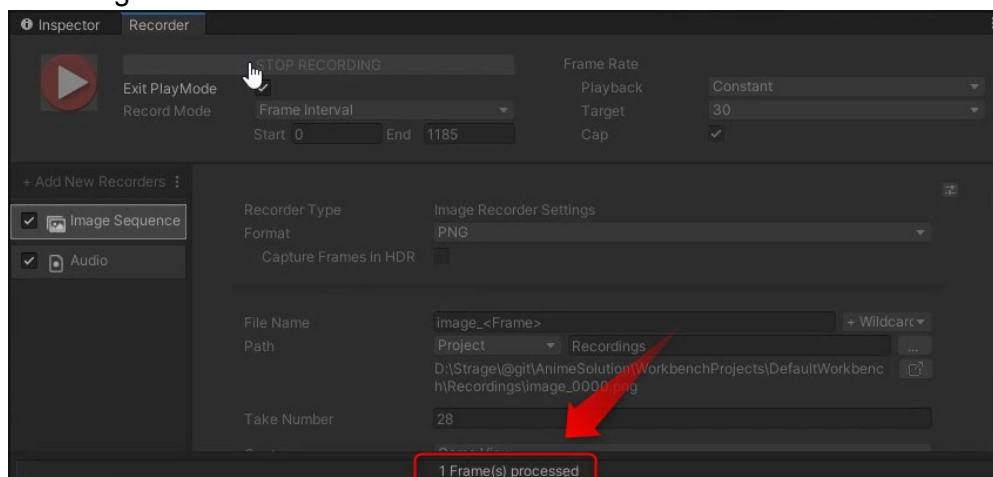 Inspector Recorder
STOP RECORDING
Exit PlayMode
Record Mode Frame Interval
Start 0 End 1185
Frame Rate
Playback Constant
Target 30
Cap
+ Add New Recorders
Image Sequence
Audio
Recorder Type Image Recorder Settings
Format PNG
Capture Frames in HDR
File Name image_<Frame> + Wildcarc
Path Project Recordings ...
D:\Strage\@git\AnimeSolution\WorkbenchProjects\DefaultWorkbenc
h\Recordings\image_0000.png
Take Number 28
Game View
1 Frame(s) processed